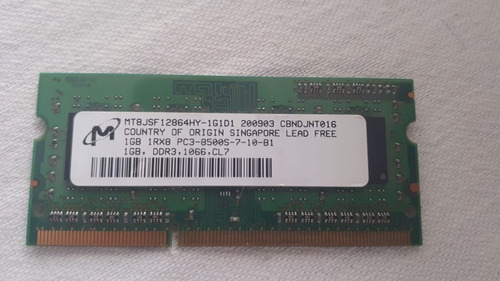 MT8JSF12864HY-1G1D1 200903 CBNDJNT016
COUNTRY OF ORIGIN SINGAPORE LEAD FREE
1GB 1RX8 PC3-8500S-7-10-B1
1GB, DDR3,1066,CL7